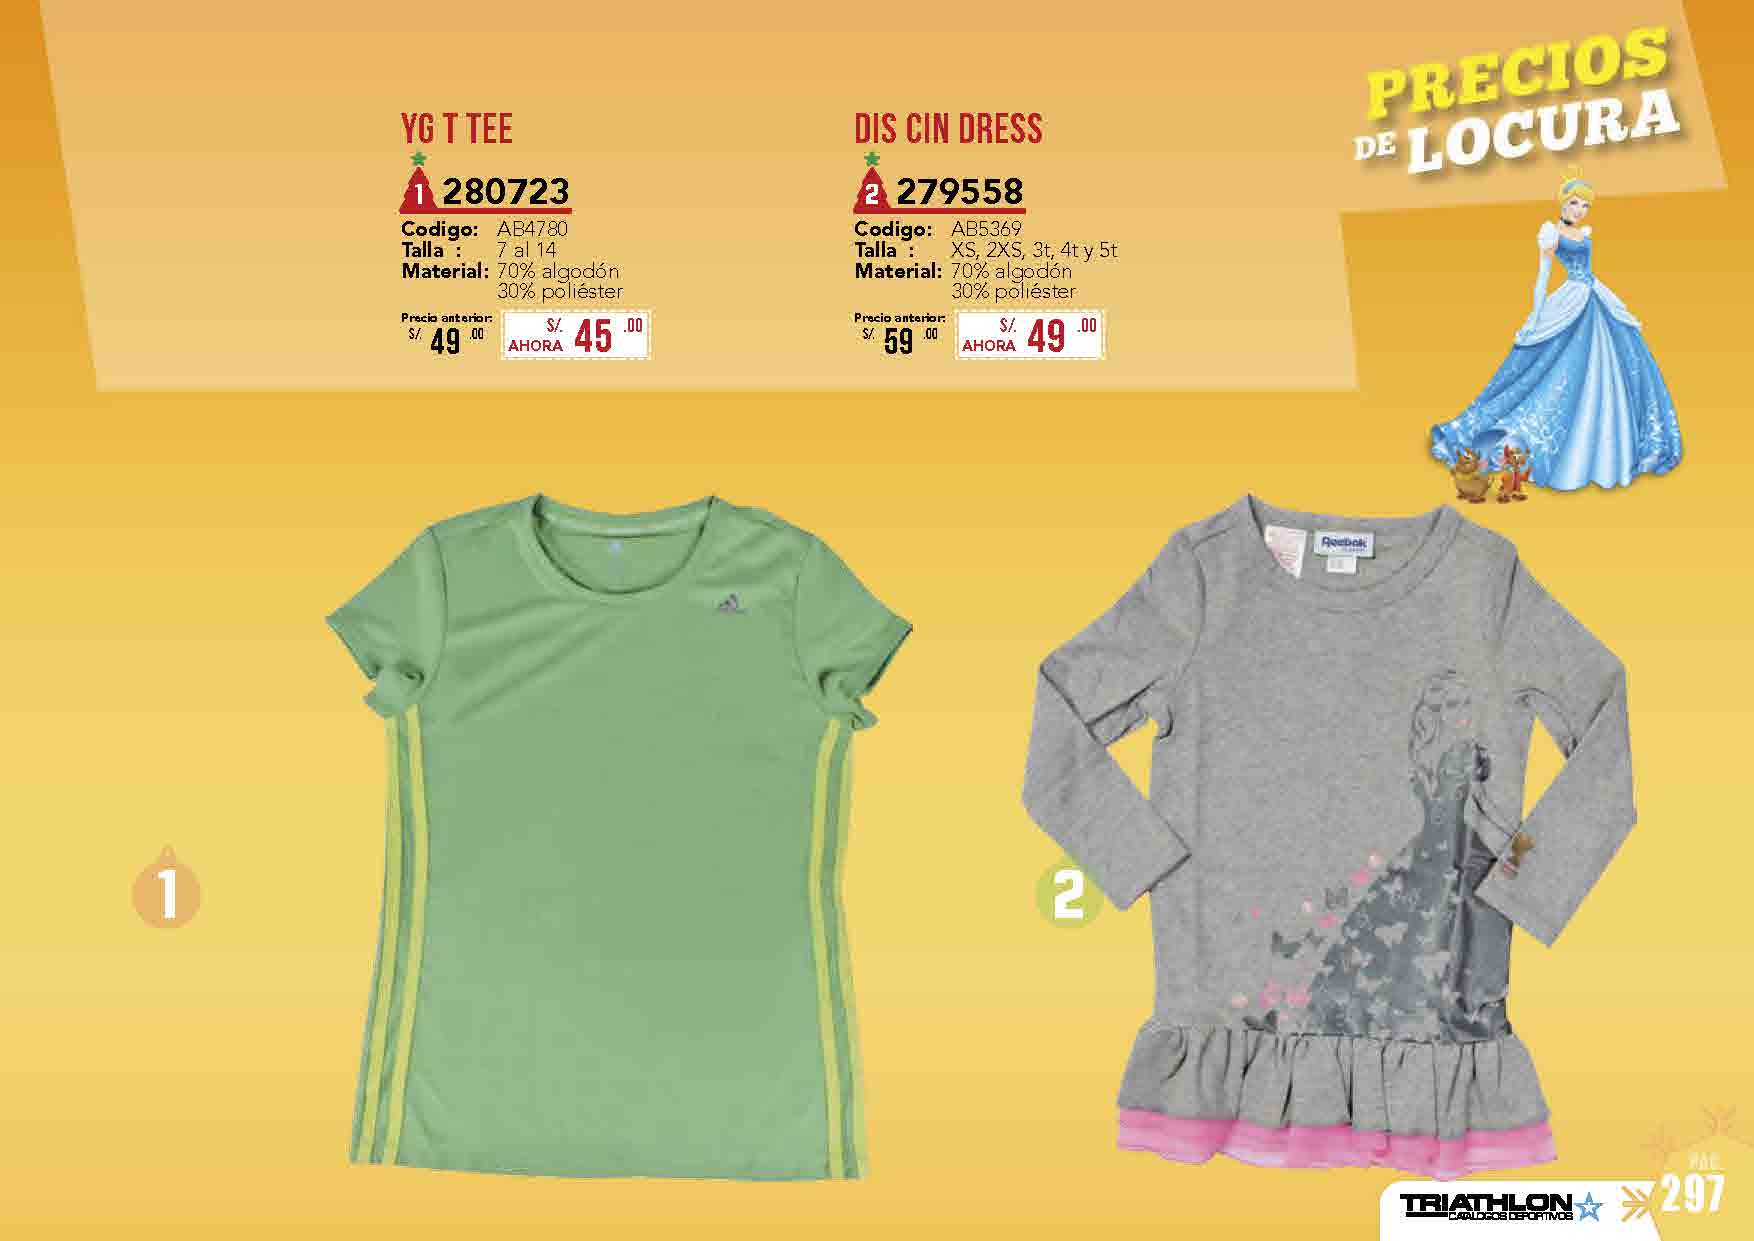 PRECIOS
DE LOCURA
YG T TEE
1 280723
Codigo: AB4780
Talla : 7 al 14
Material: 70% algodón
30% poliéster
Precio anterior:
S/. 49 .00
S/. 45 .00
AHORA
DIS CIN DRESS
2 279558
Codigo: AB5369
Talla : XS, 2XS, 3t, 4t y 5t
Material: 70% algodón
30% poliéster
Precio anterior:
S/. 59 .00
S/. 49 .00
AHORA
Reebok
1
2
PAG.
297
TRIATHLON
CATALOGOS DEPORTIVOS